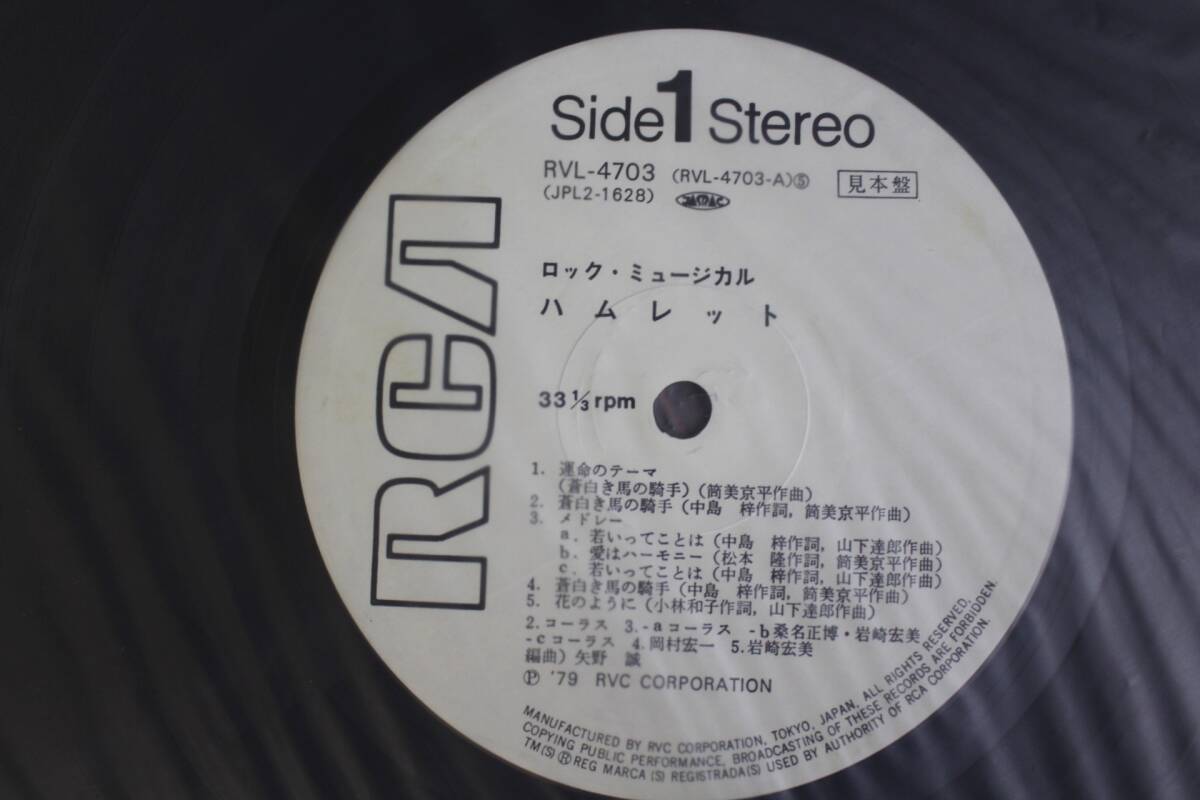 Side 1 Stereo
RVL-4703 (RVL-4703-A)⑤ 見本盤
(JPL2-1628) JASRAC
ロック・ミュージカル
ハムレット
RCA
33 1/3 rpm
1. 運命のテーマ
(蒼白き馬の騎手)(筒美京平作曲)
2. 蒼白き馬の騎手(中島 梓作詞, 筒美京平作曲)
3. メドレー
a. 若いってことは(中島 梓作詞, 山下達郎作曲)
b. 愛はハーモニー(松本 隆作詞, 筒美京平作曲)
c. 若いってことは(中島 梓作詞, 山下達郎作曲)
4. 蒼白き馬の騎手(中島 梓作詞, 筒美京平作曲)
5. 花のように(小林和子作詞, 山下達郎作曲)
2. コーラス 3. -aコーラス -b桑名正博・岩崎宏美
-cコーラス 4. 岡村宏一 5. 岩崎宏美
編曲)矢野 誠
Ⓟ '79 RVC CORPORATION
MANUFACTURED BY RVC CORPORATION, TOKYO, JAPAN, ALL RIGHTS RESERVED.
COPYING PUBLIC PERFORMANCE, BROADCASTING OF THESE RECORDS ARE FORBIDDEN.
TM(S) ® REG MARCA(S) REGISTRADA(S) USED BY AUTHORITY OF RCA CORPORATION.